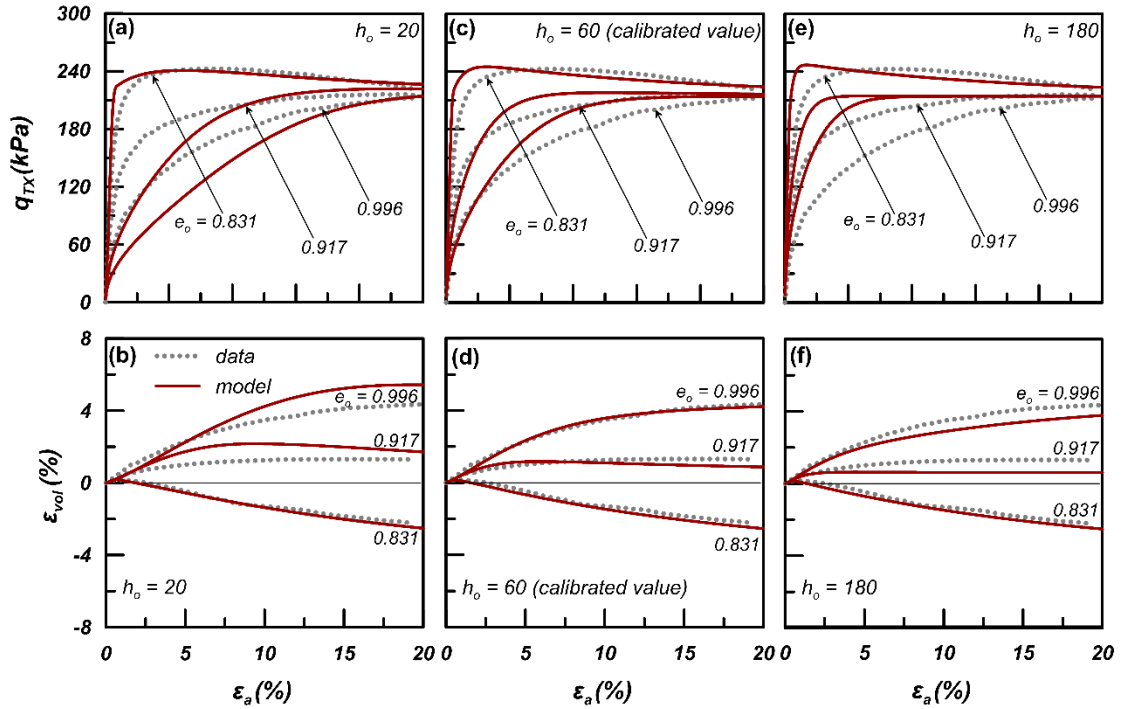 (a)
h_o = 20
(c)
h_o = 60 (calibrated value)
(e)
h_o = 180
300
240
180
120
60
0
q_TX (kPa)
e_o = 0.831
0.917
0.996
e_o = 0.831
0.917
0.996
e_o = 0.831
0.917
0.996
(b)
data
model
e_o = 0.996
0.917
0.831
h_o = 20
(d)
e_o = 0.996
0.917
0.831
h_o = 60 (calibrated value)
(f)
e_o = 0.996
0.917
0.831
h_o = 180
8
4
0
-4
-8
ε_vol (%)
0 5 10 15 20
0 5 10 15 20
0 5 10 15 20
ε_a (%)
ε_a (%)
ε_a (%)